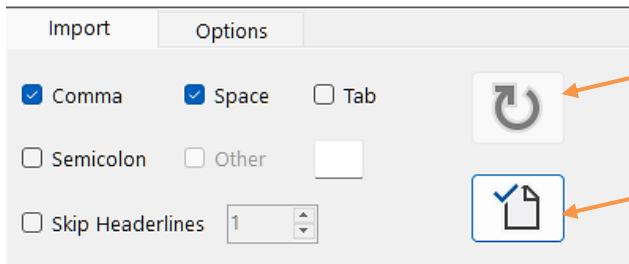 Import Options
Comma Space Tab
Semicolon Other
Skip Headerlines 1